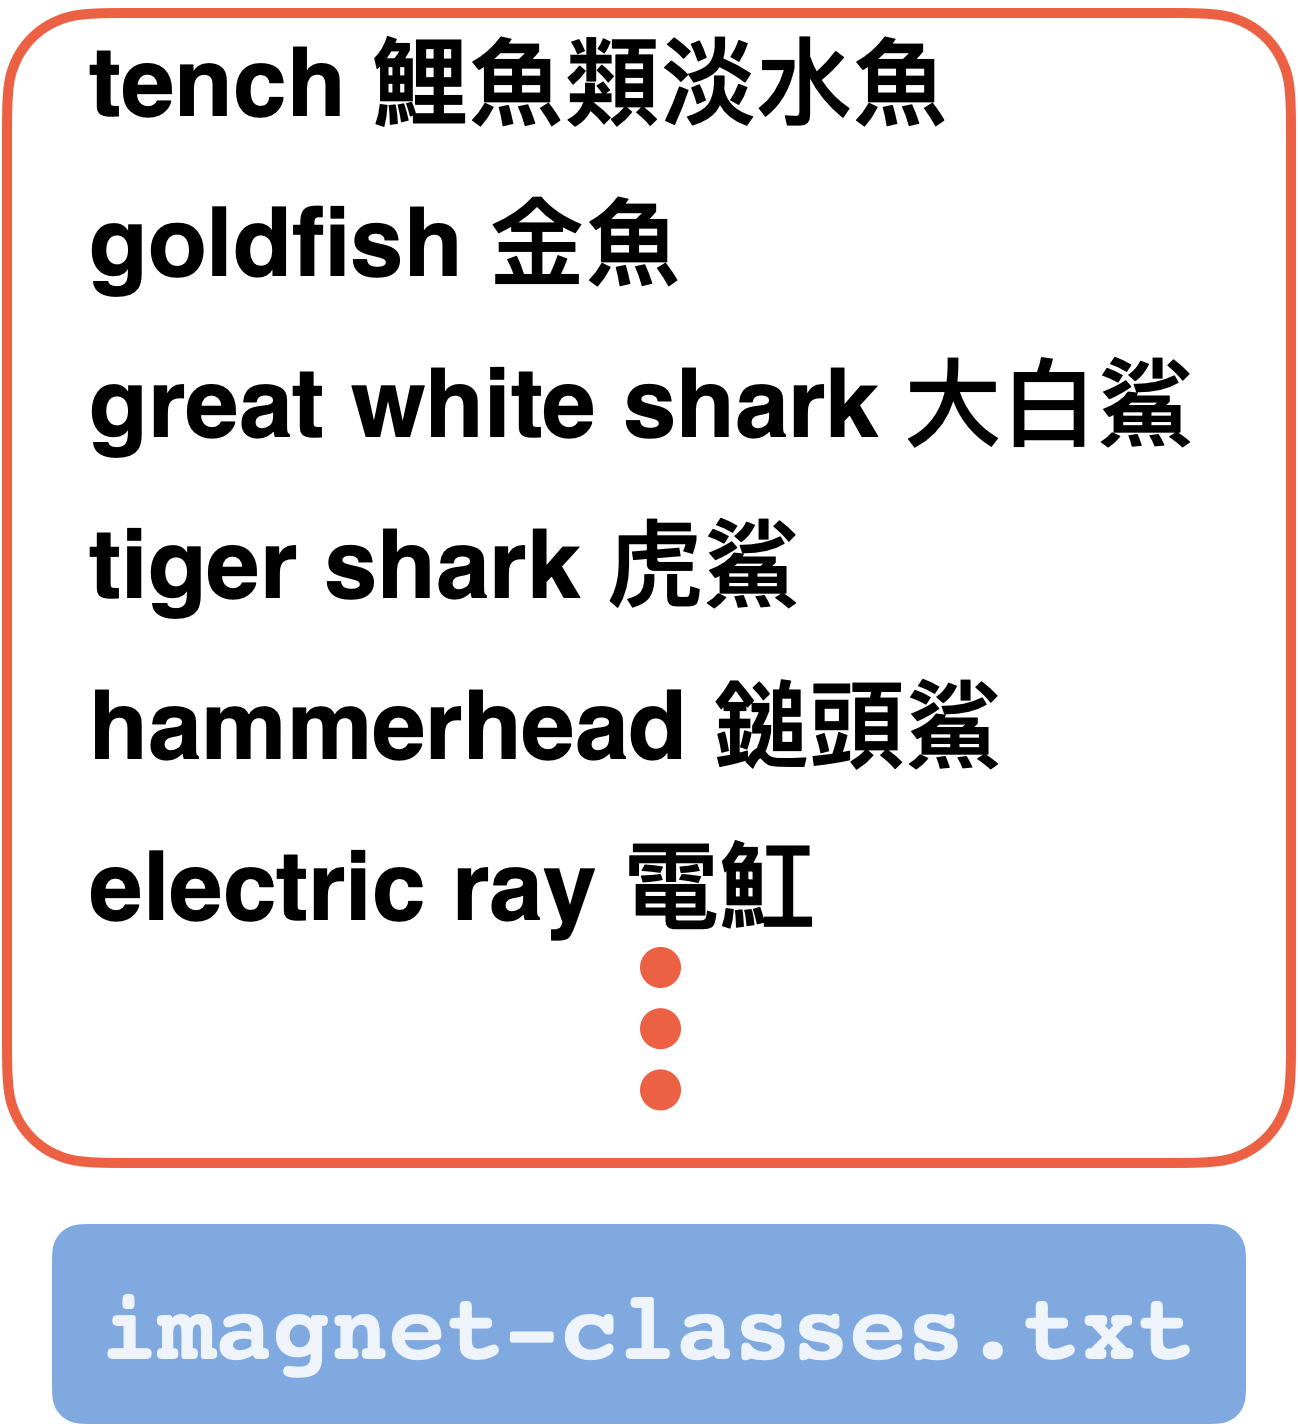 tench 鯉魚類淡水魚
goldfish 金魚
great white shark 大白鯊
tiger shark 虎鯊
hammerhead 鎚頭鯊
electric ray 電魟
imagnet-classes.txt